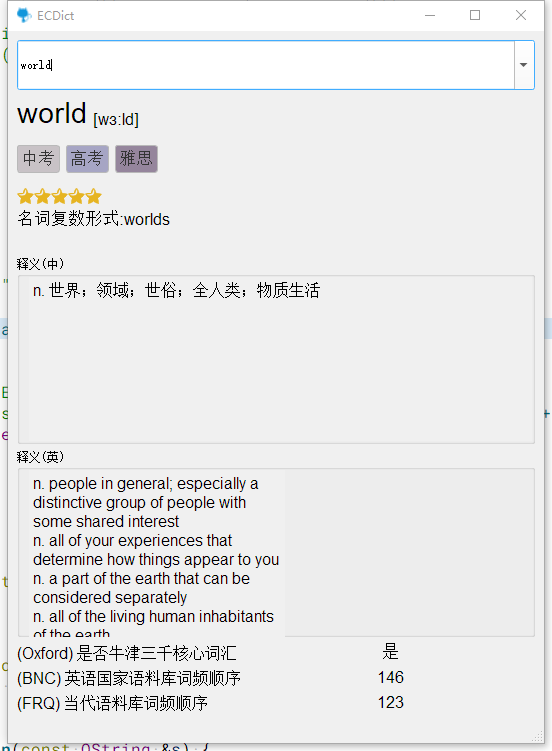 ECDict
world
world [wɜ:ld]
中考 高考 雅思
名词复数形式:worlds
释义(中)
n. 世界；领域；世俗；全人类；物质生活
释义(英)
n. people in general; especially a
distinctive group of people with
some shared interest
n. all of your experiences that
determine how things appear to you
n. a part of the earth that can be
considered separately
n. all of the living human inhabitants
of the earth
(Oxford) 是否牛津三千核心词汇 是
(BNC) 英语国家语料库词频顺序 146
(FRQ) 当代语料库词频顺序 123
n(const QString &s) {